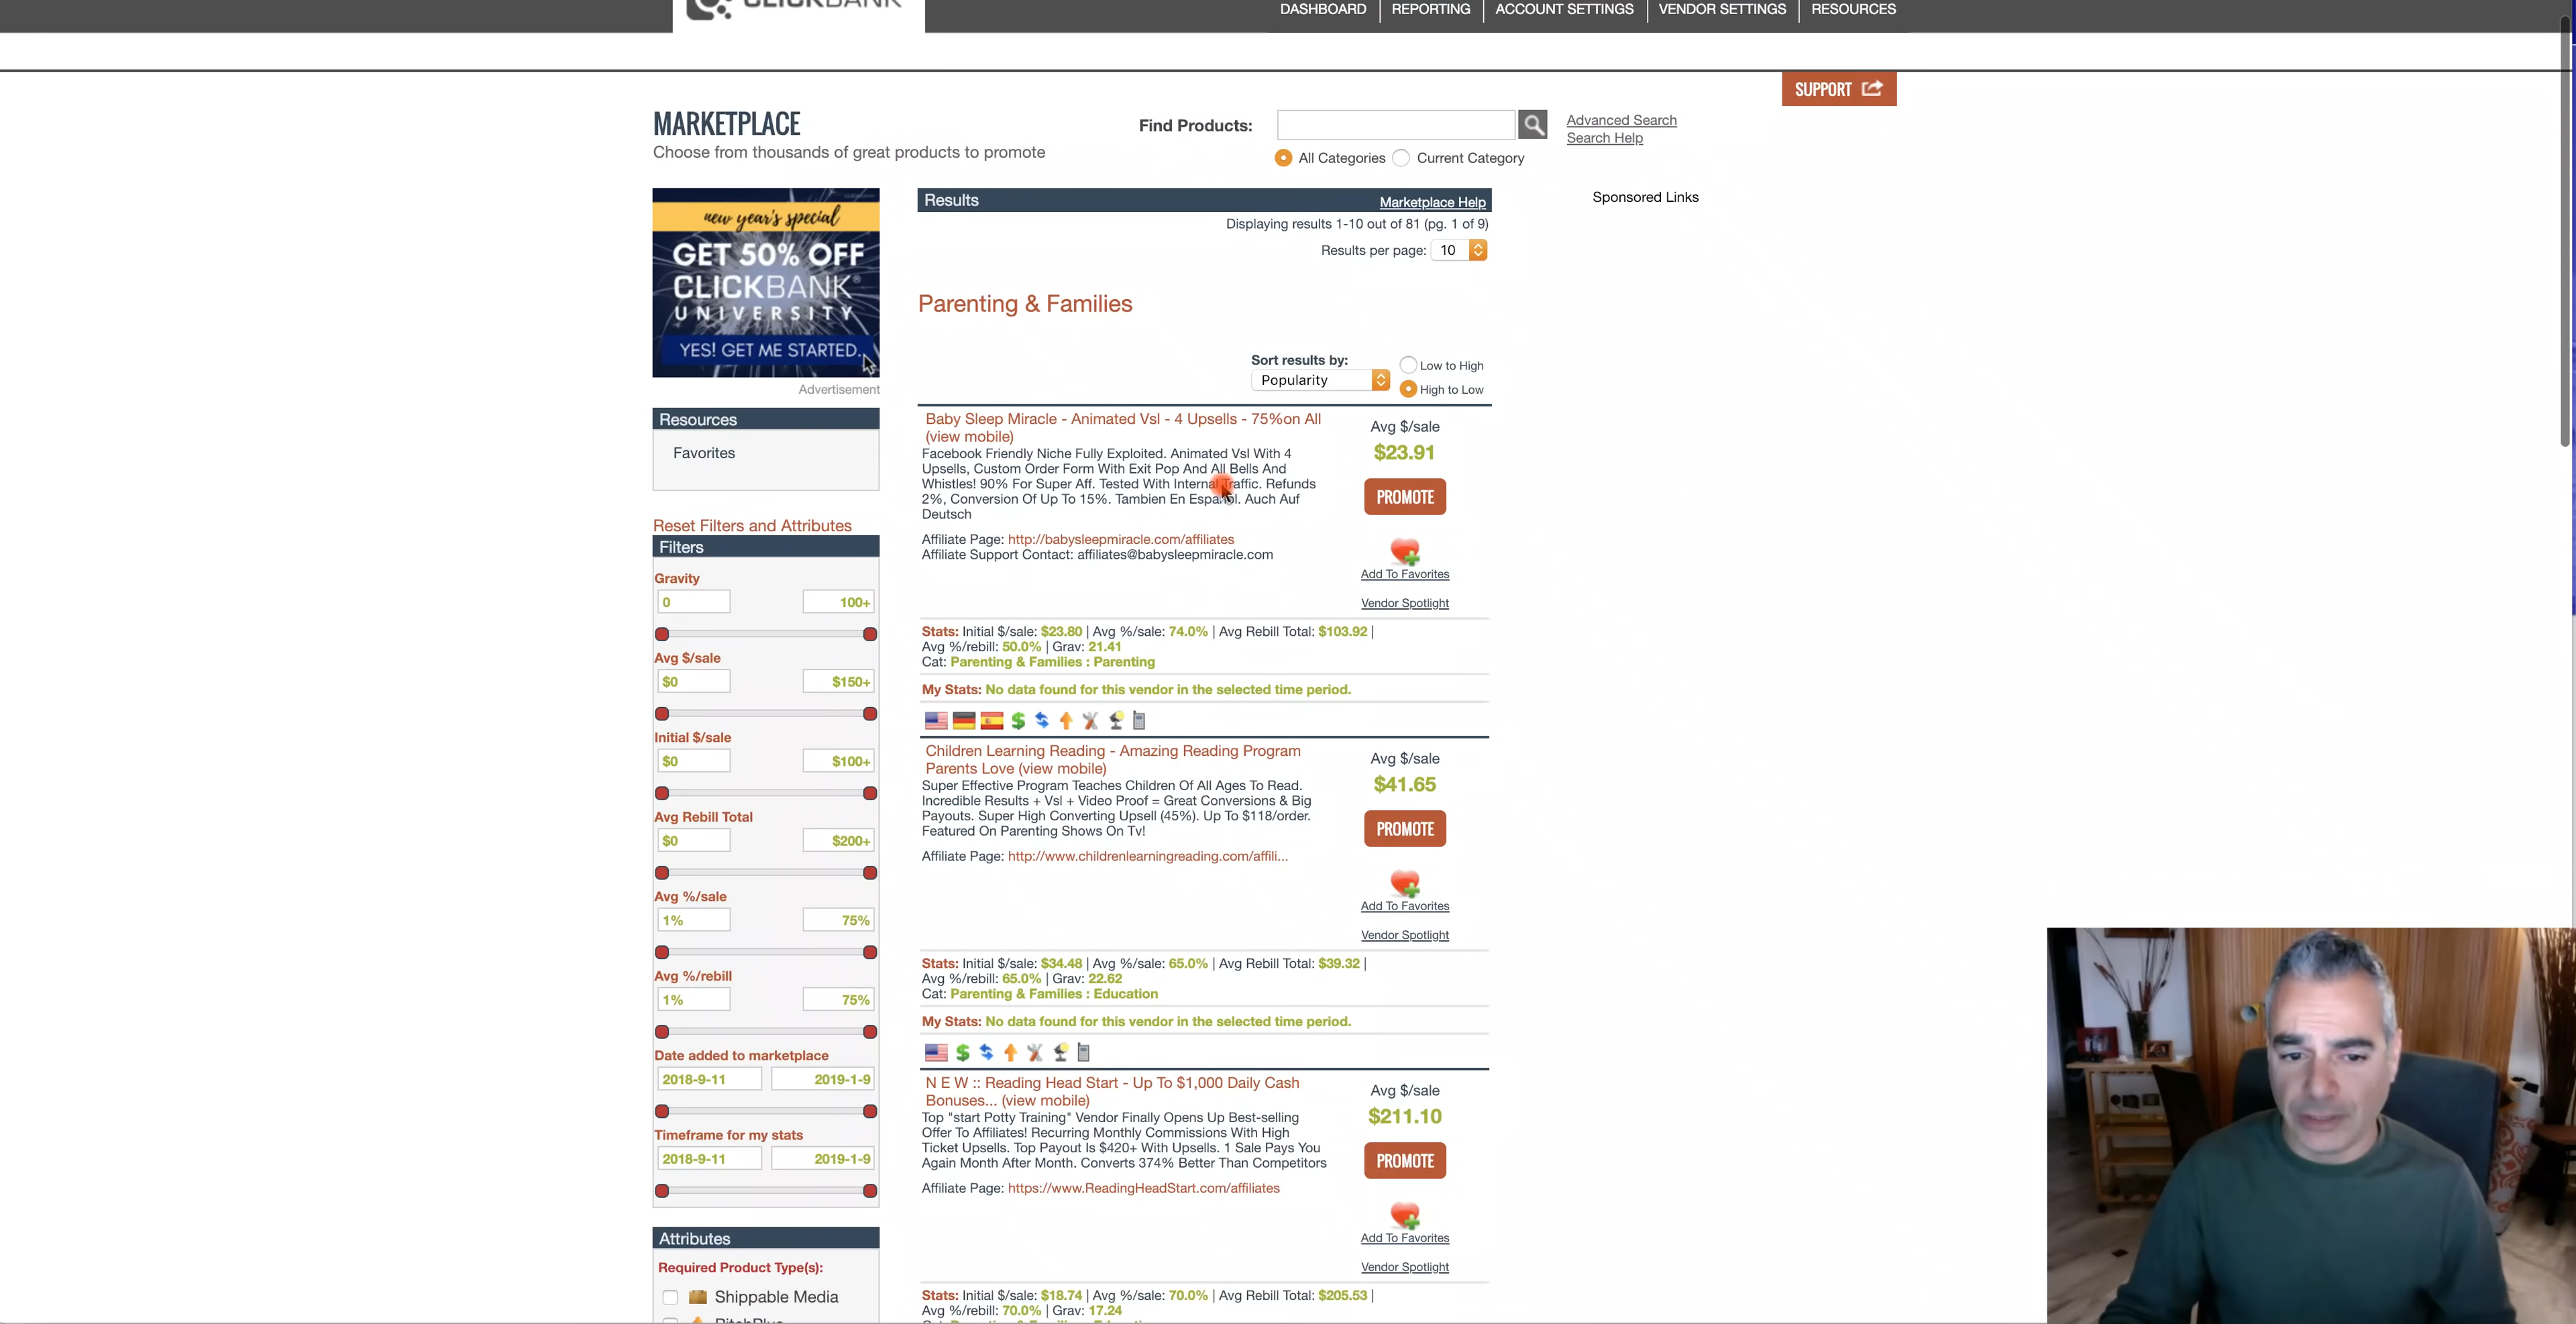 CLICKBANK
DASHBOARD | REPORTING | ACCOUNT SETTINGS | VENDOR SETTINGS | RESOURCES
SUPPORT
MARKETPLACE
Choose from thousands of great products to promote
Find Products:
Advanced Search
Search Help
All Categories Current Category
new year's special
GET 50% OFF
CLICKBANK®
UNIVERSITY
YES! GET ME STARTED.
Advertisement
Resources
Favorites
Reset Filters and Attributes
Filters
Gravity
0 100+
Avg $/sale
$0 $150+
Initial $/sale
$0 $100+
Avg Rebill Total
$0 $200+
Avg %/sale
1% 75%
Avg %/rebill
1% 75%
Date added to marketplace
2018-9-11 2019-1-9
Timeframe for my stats
2018-9-11 2019-1-9
Attributes
Required Product Type(s):
Shippable Media
PitchPlus
Results Marketplace Help
Displaying results 1-10 out of 81 (pg. 1 of 9)
Results per page: 10
Parenting & Families
Sort results by:
Popularity
Low to High
High to Low
Baby Sleep Miracle - Animated Vsl - 4 Upsells - 75%on All
(view mobile)
Facebook Friendly Niche Fully Exploited. Animated Vsl With 4
Upsells, Custom Order Form With Exit Pop And All Bells And
Whistles! 90% For Super Aff. Tested With Internal Traffic. Refunds
2%, Conversion Of Up To 15%. Tambien En Espanol. Auch Auf
Deutsch
Affiliate Page: http://babysleepmiracle.com/affiliates
Affiliate Support Contact: affiliates@babysleepmiracle.com
Avg $/sale
$23.91
PROMOTE
Add To Favorites
Vendor Spotlight
Stats: Initial $/sale: $23.80 | Avg %/sale: 74.0% | Avg Rebill Total: $103.92 |
Avg %/rebill: 50.0% | Grav: 21.41
Cat: Parenting & Families : Parenting
My Stats: No data found for this vendor in the selected time period.
Children Learning Reading - Amazing Reading Program
Parents Love (view mobile)
Super Effective Program Teaches Children Of All Ages To Read.
Incredible Results + Vsl + Video Proof = Great Conversions & Big
Payouts. Super High Converting Upsell (45%). Up To $118/order.
Featured On Parenting Shows On Tv!
Affiliate Page: http://www.childrenlearningreading.com/affili...
Avg $/sale
$41.65
PROMOTE
Add To Favorites
Vendor Spotlight
Stats: Initial $/sale: $34.48 | Avg %/sale: 65.0% | Avg Rebill Total: $39.32 |
Avg %/rebill: 65.0% | Grav: 22.62
Cat: Parenting & Families : Education
My Stats: No data found for this vendor in the selected time period.
N E W :: Reading Head Start - Up To $1,000 Daily Cash
Bonuses... (view mobile)
Top "start Potty Training" Vendor Finally Opens Up Best-selling
Offer To Affiliates! Recurring Monthly Commissions With High
Ticket Upsells. Top Payout Is $420+ With Upsells. 1 Sale Pays You
Again Month After Month. Converts 374% Better Than Competitors
Affiliate Page: https://www.ReadingHeadStart.com/affiliates
Avg $/sale
$211.10
PROMOTE
Add To Favorites
Vendor Spotlight
Stats: Initial $/sale: $18.74 | Avg %/sale: 70.0% | Avg Rebill Total: $205.53 |
Avg %/rebill: 70.0% | Grav: 17.24
Sponsored Links